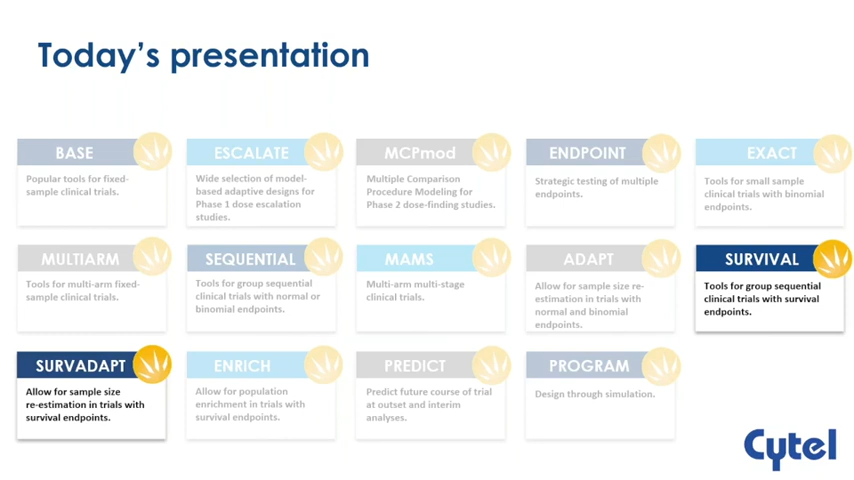 Today's presentation
BASE
Popular tools for fixed-
sample clinical trials.
ESCALATE
Wide selection of model-
based adaptive designs for
Phase 1 dose escalation
studies.
MCPmod
Multiple Comparison
Procedure Modeling for
Phase 2 dose-finding studies.
ENDPOINT
Strategic testing of multiple
endpoints.
EXACT
Tools for small sample
clinical trials with binomial
endpoints.
MULTIARM
Tools for multi-arm fixed-
sample clinical trials.
SEQUENTIAL
Tools for group sequential
clinical trials with normal or
binomial endpoints.
MAMS
Multi-arm multi-stage
clinical trials.
ADAPT
Allow for sample size re-
estimation in trials with
normal and binomial
endpoints.
SURVIVAL
Tools for group sequential
clinical trials with survival
endpoints.
SURVADAPT
Allow for sample size
re-estimation in trials with
survival endpoints.
ENRICH
Allow for population
enrichment in trials with
survival endpoints.
PREDICT
Predict future course of trial
at outset and interim
analyses.
PROGRAM
Design through simulation.
Cytel